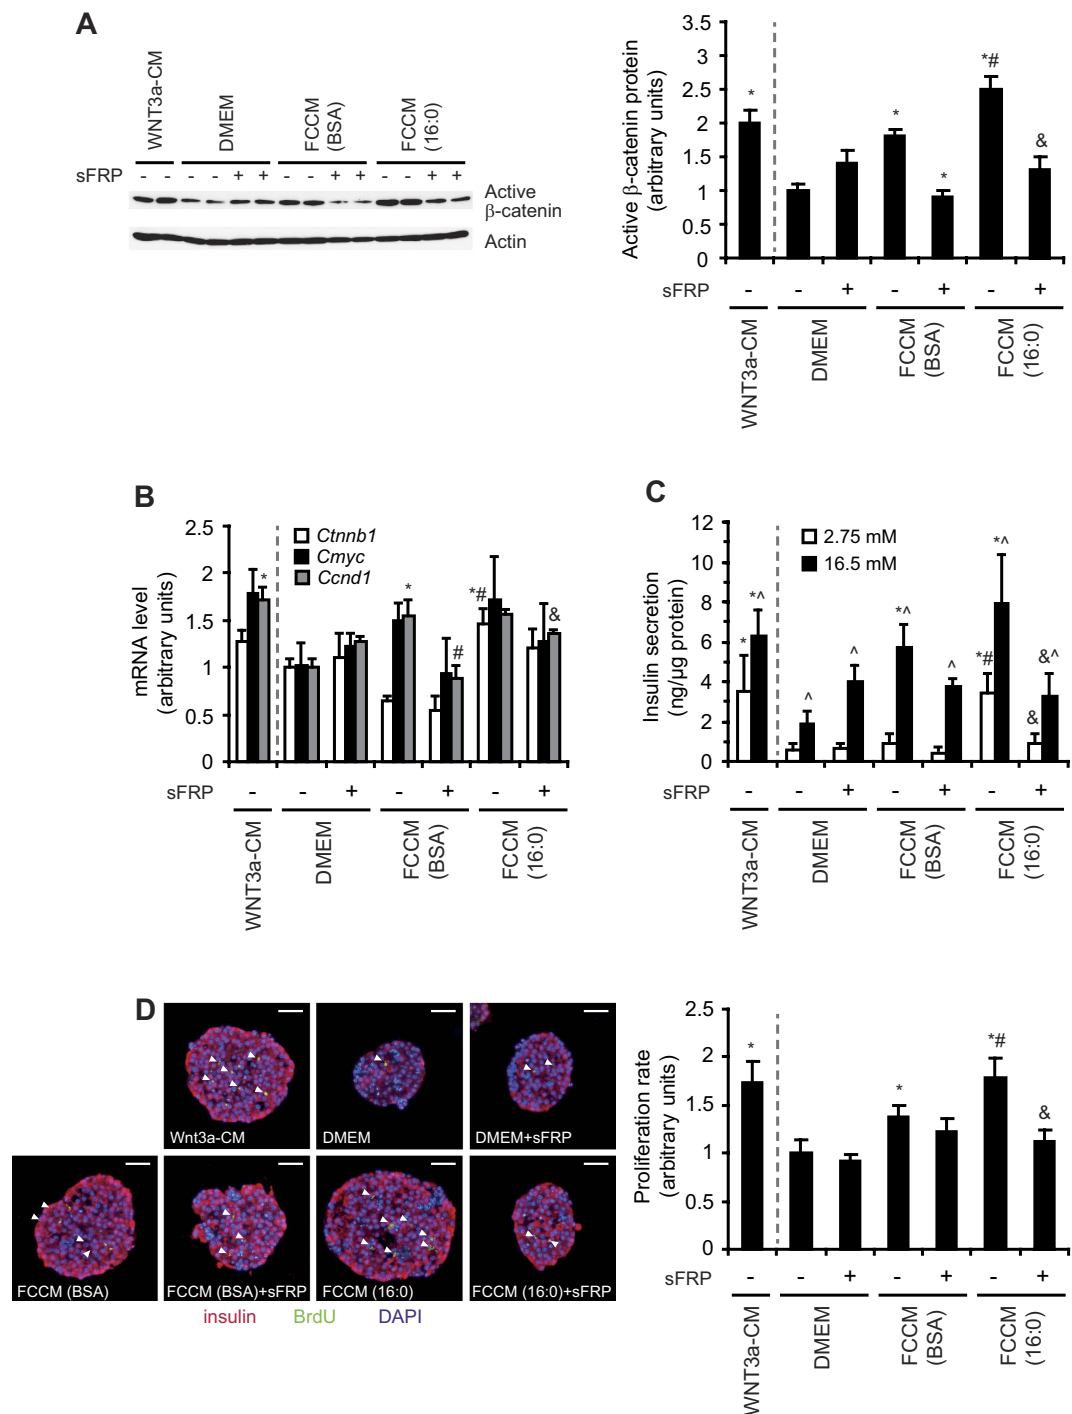 A
WNT3a-CM
DMEM
FCCM
(BSA)
FCCM
(16:0)
sFRP - - - - + + - - + + - - + +
Active
β-catenin
Actin
Active β-catenin protein
(arbitrary units)
3.5
3
2.5
2
1.5
1
0.5
0
*
*
*
*#
&
sFRP - - + - + - +
WNT3a-CM
DMEM
FCCM
(BSA)
FCCM
(16:0)
B
mRNA level
(arbitrary units)
2.5
2
1.5
1
0.5
0
Ctnnb1
Cmyc
Ccnd1
*
*
#
*#
&
sFRP - - + - + - +
WNT3a-CM
DMEM
FCCM
(BSA)
FCCM
(16:0)
C
Insulin secretion
(ng/µg protein)
12
10
8
6
4
2
0
2.75 mM
16.5 mM
*
*^
^
^
*^
^
*#
*^
&
&^
sFRP - - + - + - +
WNT3a-CM
DMEM
FCCM
(BSA)
FCCM
(16:0)
D
Wnt3a-CM
DMEM
DMEM+sFRP
FCCM (BSA)
FCCM (BSA)+sFRP
FCCM (16:0)
FCCM (16:0)+sFRP
insulin BrdU DAPI
Proliferation rate
(arbitrary units)
2.5
2
1.5
1
0.5
0
*
*
*#
&
sFRP - - + - + - +
WNT3a-CM
DMEM
FCCM
(BSA)
FCCM
(16:0)